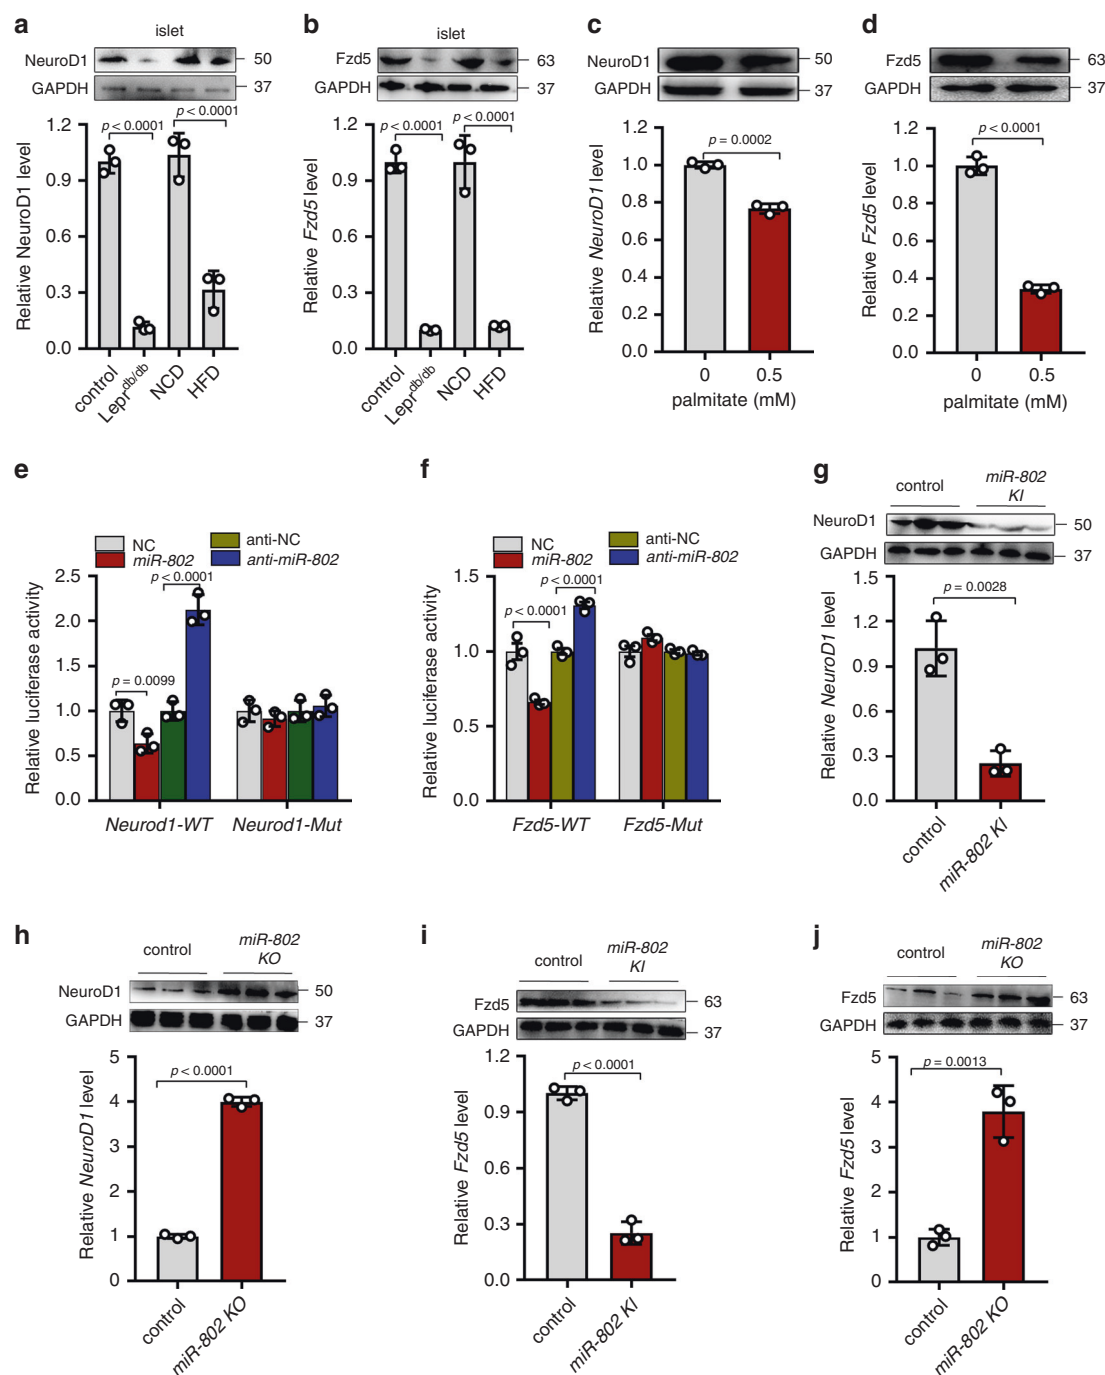 a
islet
NeuroD1
50
GAPDH
37
p < 0.0001
p < 0.0001
Relative NeuroD1 level
1.2
0.9
0.6
0.3
0.0
control
Lepr db/db
NCD
HFD
b
islet
Fzd5
63
GAPDH
37
p < 0.0001
p < 0.0001
Relative Fzd5 level
1.2
0.9
0.6
0.3
0.0
control
Lepr db/db
NCD
HFD
c
NeuroD1
50
GAPDH
37
p = 0.0002
Relative NeuroD1 level
1.2
1.0
0.8
0.6
0.4
0.2
0.0
0
0.5
palmitate (mM)
d
Fzd5
63
GAPDH
37
p < 0.0001
Relative Fzd5 level
1.2
1.0
0.8
0.6
0.4
0.2
0.0
0
0.5
palmitate (mM)
e
NC
miR-802
anti-NC
anti-miR-802
p < 0.0001
p = 0.0099
Relative luciferase activity
2.5
2.0
1.5
1.0
0.5
0.0
Neurod1-WT
Neurod1-Mut
f
NC
miR-802
anti-NC
anti-miR-802
p < 0.0001
p < 0.0001
Relative luciferase activity
1.5
1.0
0.5
0.0
Fzd5-WT
Fzd5-Mut
g
control
miR-802
KI
NeuroD1
50
GAPDH
37
p = 0.0028
Relative NeuroD1 level
1.2
0.9
0.6
0.3
0.0
control
miR-802 KI
h
control
miR-802
KO
NeuroD1
50
GAPDH
37
p < 0.0001
Relative NeuroD1 level
5
4
3
2
1
0
control
miR-802 KO
i
control
miR-802
KI
Fzd5
63
GAPDH
37
p < 0.0001
Relative Fzd5 level
1.2
0.9
0.6
0.3
0.0
control
miR-802 KI
j
control
miR-802
KO
Fzd5
63
GAPDH
37
p = 0.0013
Relative Fzd5 level
5
4
3
2
1
0
control
miR-802 KO